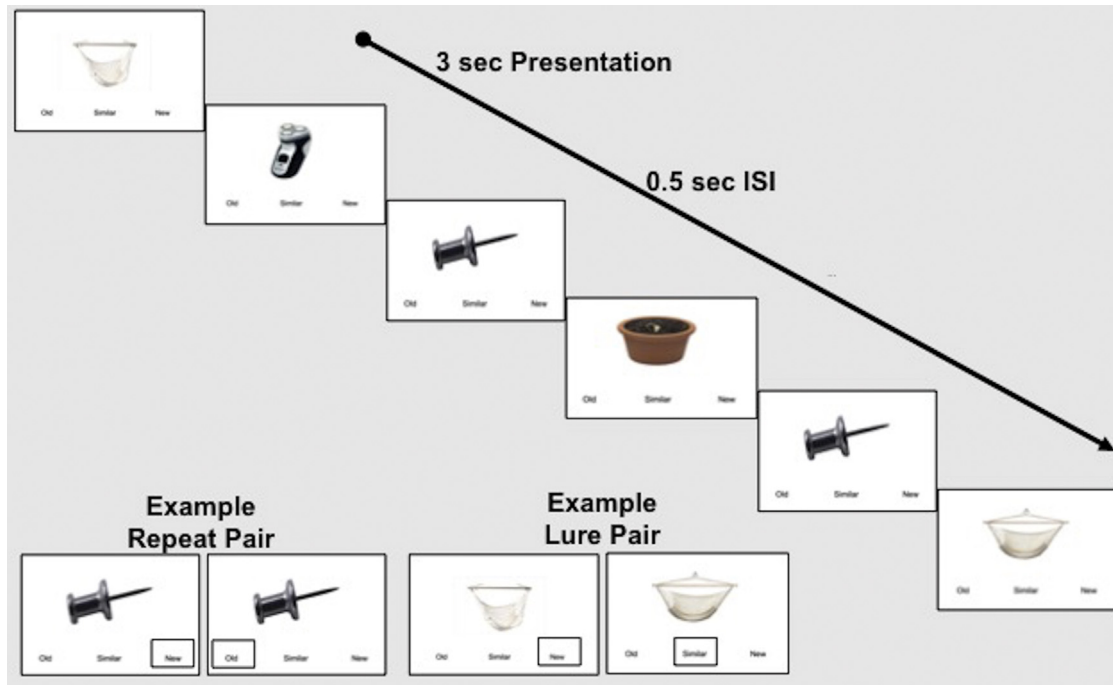 Old Similar New
3 sec Presentation
Old Similar New
0.5 sec ISI
Old Similar New
...
Old Similar New
Old Similar New
Old Similar New
Example
Repeat Pair
Old Similar New
Old Similar New
Example
Lure Pair
Old Similar New
Old Similar New